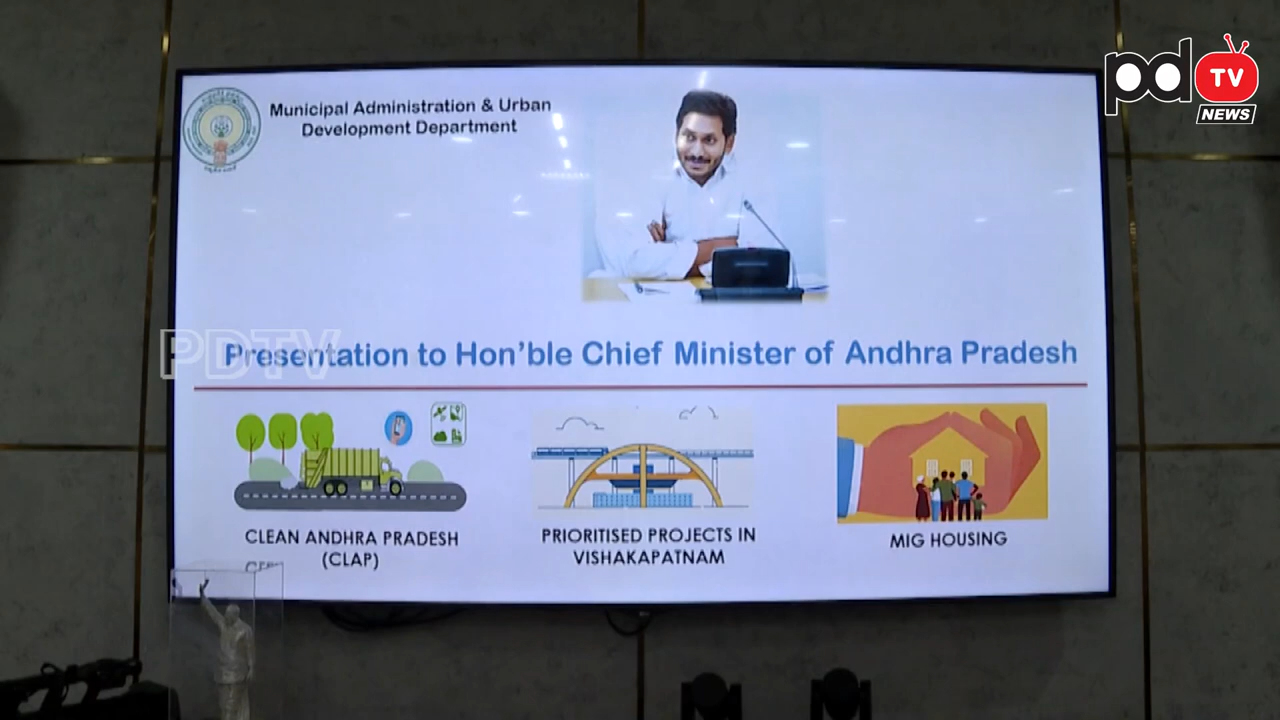 pd TV
NEWS
Municipal Administration & Urban
Development Department
PDTV
Presentation to Hon'ble Chief Minister of Andhra Pradesh
CLEAN ANDHRA PRADESH
(CLAP)
PRIORITISED PROJECTS IN
VISHAKAPATNAM
MIG HOUSING